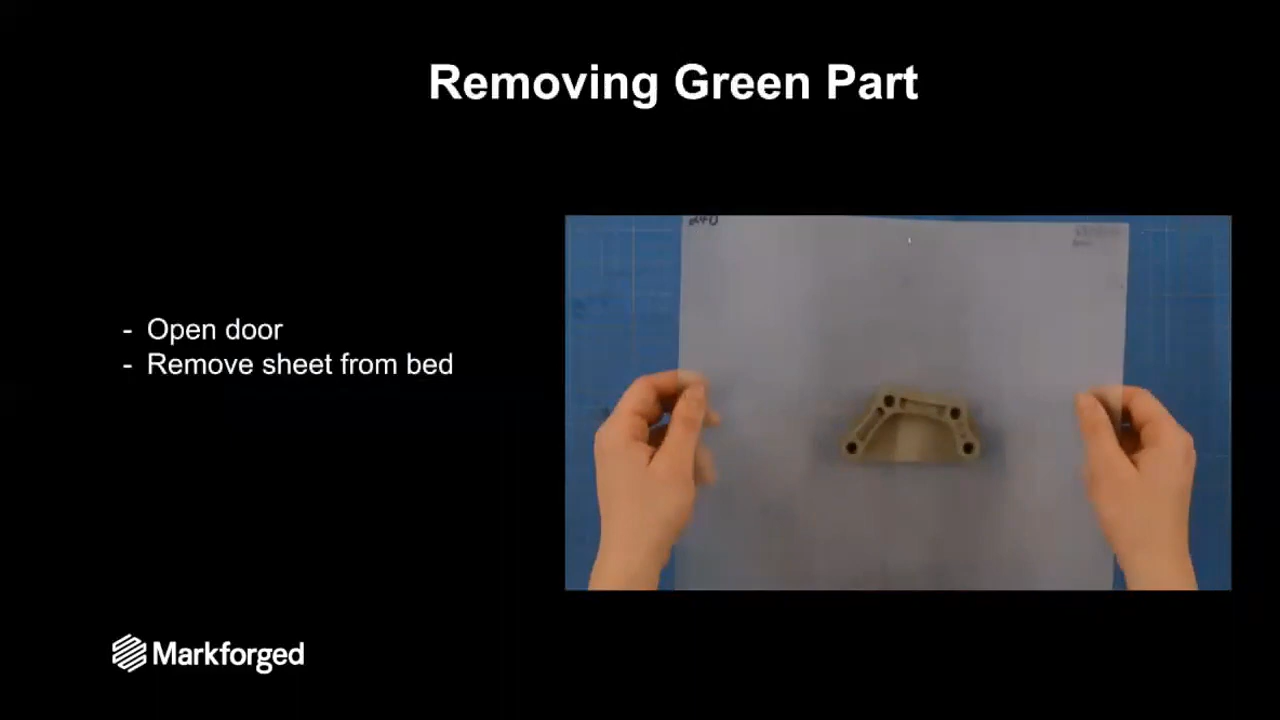 Removing Green Part
- Open door
- Remove sheet from bed
Markforged